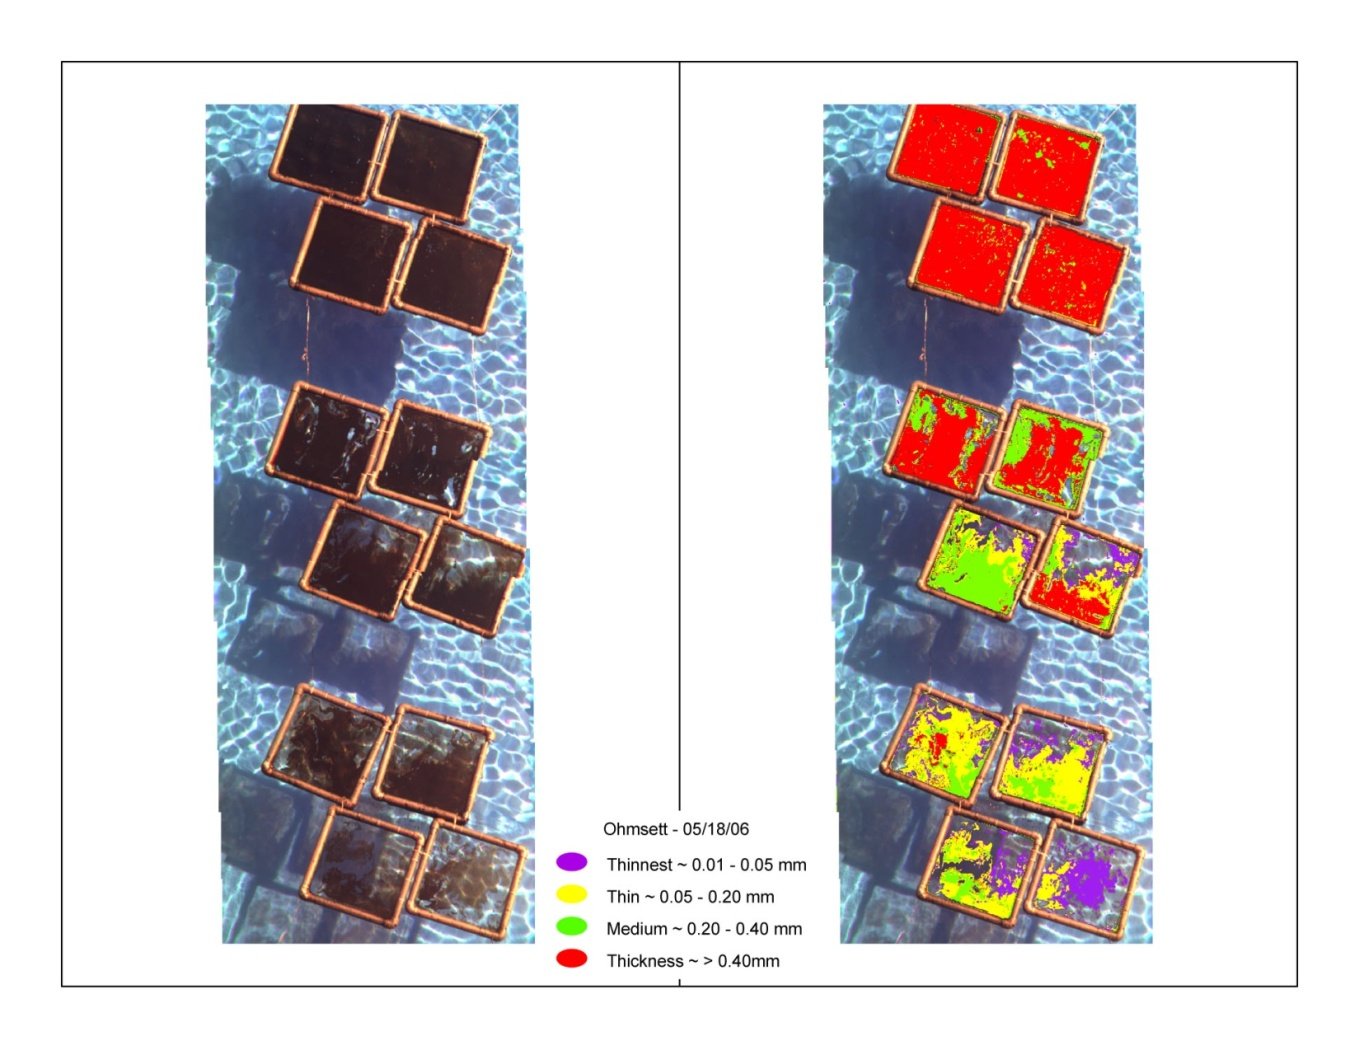 Ohmsett - 05/18/06
Thinnest ~ 0.01 - 0.05 mm
Thin ~ 0.05 - 0.20 mm
Medium ~ 0.20 - 0.40 mm
Thickness ~ > 0.40mm